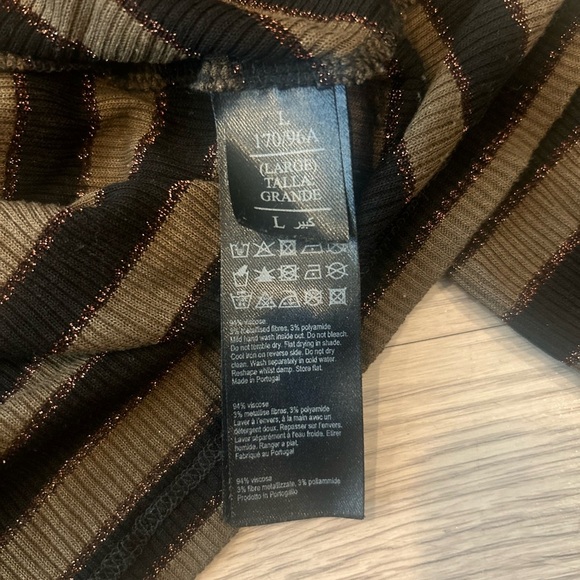 L
170/96A
(LARGE)
TALLA
GRANDE
L كبير
94% viscose
3% metallised fibres, 3% polyamide
Mild hand wash inside out. Do not bleach.
Do not tumble dry. Flat drying in shade.
Cool iron on reverse side. Do not dry
clean. Wash separately in cold water.
Reshape whilst damp. Store flat.
Made in Portugal
94% viscose
3% metallise fibres, 3% polyamide
Laver à l'envers, à la main avec un
détergent doux. Repasser sur l'envers.
Laver séparément à l'eau froide. Etirer
humide. Ranger a plat.
Fabriqué au Portugal
94% viscosa
3% fibre metallizzate, 3% poliammide
Prodotto in Portogallo